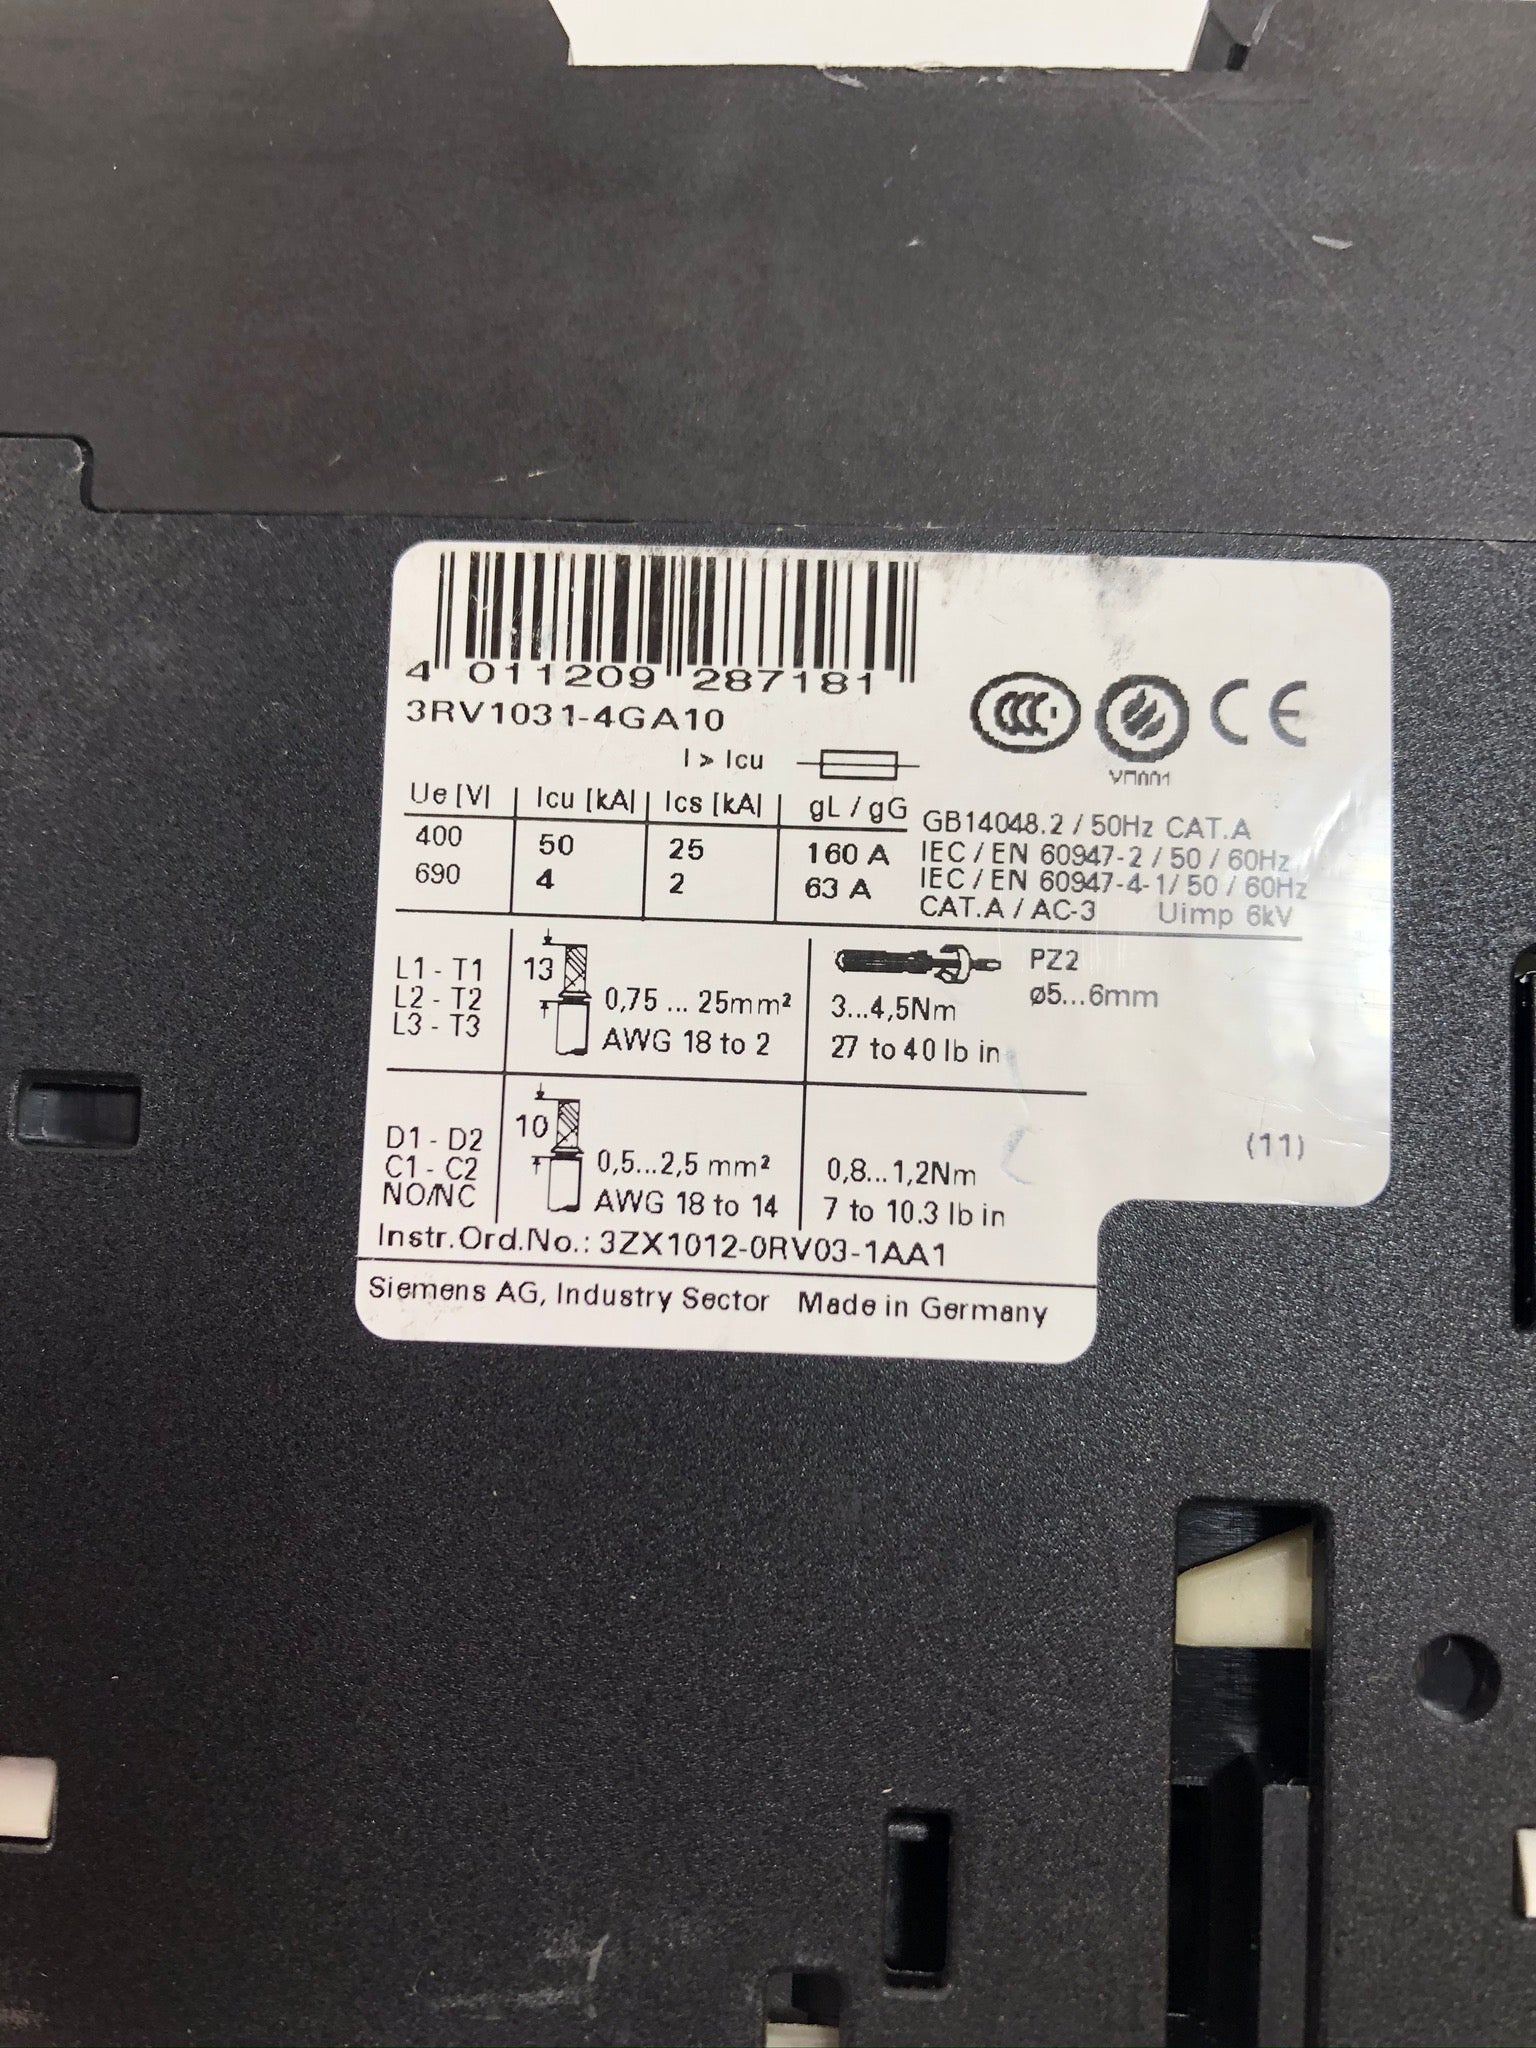 4 011209 287181
3RV1031-4GA10
CCC
CE
I > Icu
Ue [V] Icu [kA] Ics [kA] gL / gG
400 50 25 160 A
690 4 2 63 A
GB14048.2 / 50Hz CAT.A
IEC / EN 60947-2 / 50 / 60Hz
IEC / EN 60947-4-1/ 50 / 60Hz
CAT.A / AC-3 Uimp 6kV
L1 - T1
L2 - T2
L3 - T3
13
0,75 ... 25mm²
AWG 18 to 2
3...4,5Nm
27 to 40 lb in
PZ2
ø5...6mm
D1 - D2
C1 - C2
NO/NC
10
0,5...2,5 mm²
AWG 18 to 14
0,8...1,2Nm
7 to 10.3 lb in
(11)
Instr.Ord.No.: 3ZX1012-0RV03-1AA1
Siemens AG, Industry Sector Made in Germany